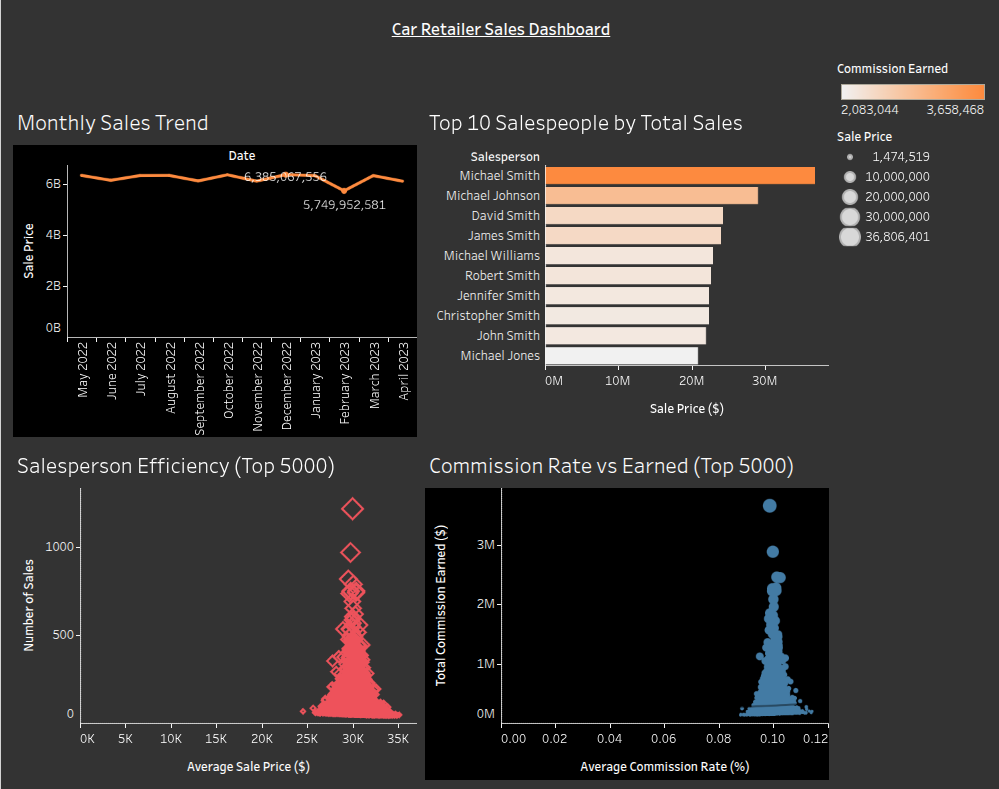 Car Retailer Sales Dashboard
Commission Earned
2,083,044 3,658,468
Sale Price
1,474,519
10,000,000
20,000,000
30,000,000
36,806,401
Monthly Sales Trend
Date
6,385,067,556
5,749,952,581
Sale Price
6B
4B
2B
0B
May 2022
June 2022
July 2022
August 2022
September 2022
October 2022
November 2022
December 2022
January 2023
February 2023
March 2023
April 2023
Top 10 Salespeople by Total Sales
Salesperson
Michael Smith
Michael Johnson
David Smith
James Smith
Michael Williams
Robert Smith
Jennifer Smith
Christopher Smith
John Smith
Michael Jones
0M 10M 20M 30M
Sale Price ($)
Salesperson Efficiency (Top 5000)
Number of Sales
1000
500
0
0K 5K 10K 15K 20K 25K 30K 35K
Average Sale Price ($)
Commission Rate vs Earned (Top 5000)
Total Commission Earned ($)
3M
2M
1M
0M
0.00 0.02 0.04 0.06 0.08 0.10 0.12
Average Commission Rate (%)